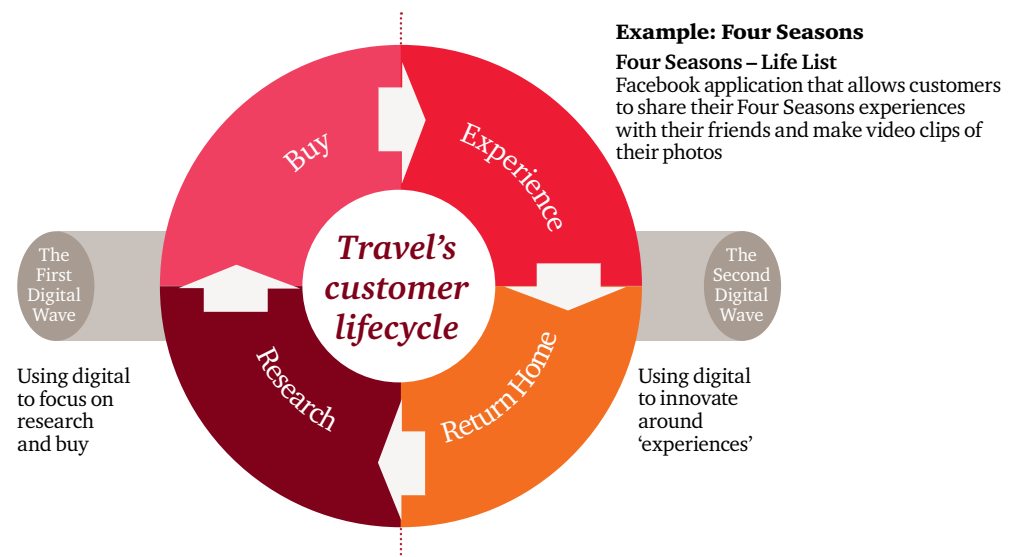 Example: Four Seasons
Four Seasons – Life List
Facebook application that allows customers
to share their Four Seasons experiences
with their friends and make video clips of
their photos
Buy
Experience
The
First
Digital
Wave
Travel’s
customer
lifecycle
The
Second
Digital
Wave
Research
Return Home
Using digital
to focus on
research
and buy
Using digital
to innovate
around
‘experiences’